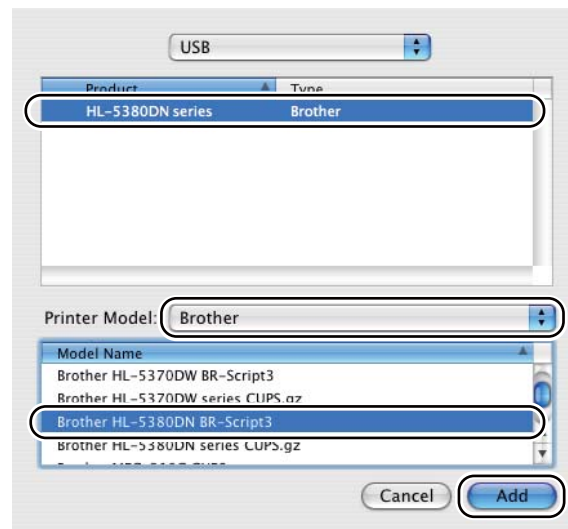 USB
Product Type
HL-5380DN series Brother
Printer Model: Brother
Model Name
Brother HL-5370DW BR-Script3
Brother HL-5370DW series CUPS.gz
Brother HL-5380DN BR-Script3
Brother HL-5380DN series CUPS.gz
Cancel Add